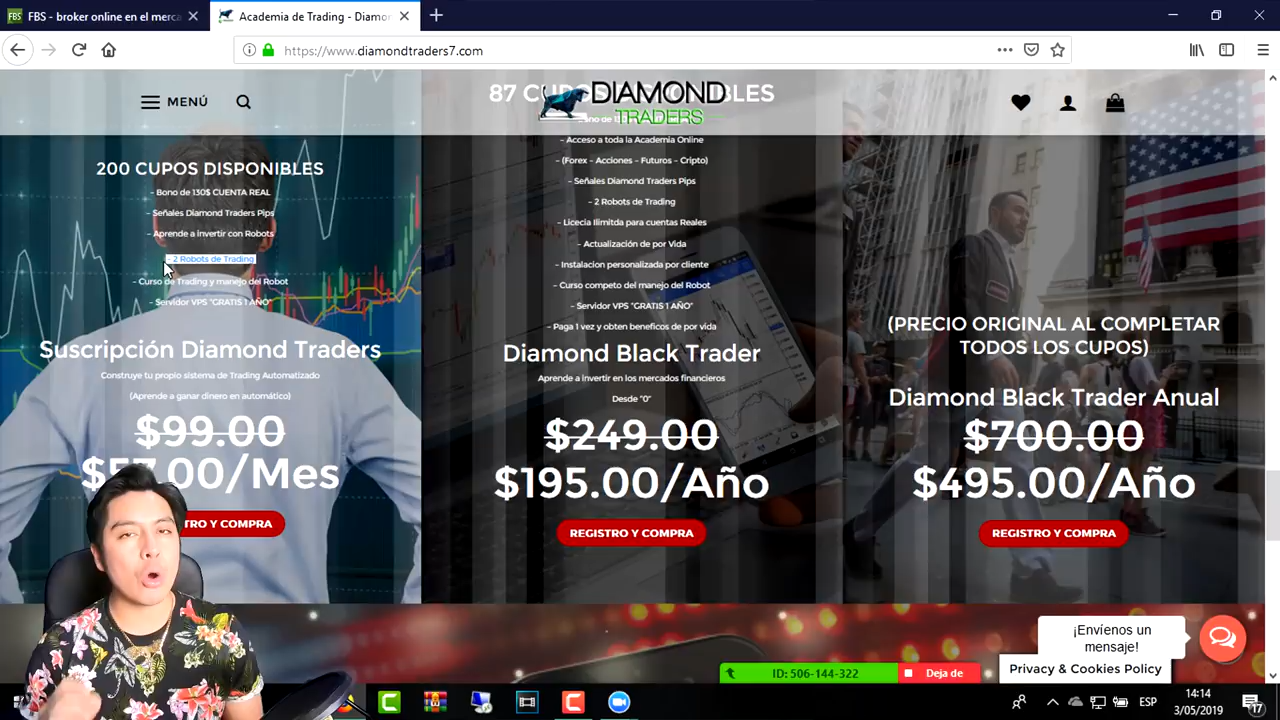 FBS - broker online en el merca
Academia de Trading - Diamon
https://www.diamondtraders7.com
MENÚ
DIAMOND
TRADERS
200 CUPOS DISPONIBLES
- Bono de 130$ CUENTA REAL
- Señales Diamond Traders Pips
- Aprende a invertir con Robots
- 2 Robots de Trading
- Curso de Trading y manejo del Robot
- Servidor VPS "GRATIS 1 AÑO"
Suscripción Diamond Traders
Construye tu propio sistema de Trading Automatizado
(Aprende a ganar dinero en automático)
$99.00
$57.00/Mes
TRO Y COMPRA
87 CUPOS DISPONIBLES
- Acceso a toda la Academia Online
- (Forex - Acciones - Futuros - Cripto)
- Señales Diamond Traders Pips
- 2 Robots de Trading
- Licecia Ilimitda para cuentas Reales
- Actualización de por Vida
- Instalacion personalizada por cliente
- Curso competo del manejo del Robot
- Servidor VPS "GRATIS 1 AÑO"
- Paga 1 vez y obten beneficos de por vida
Diamond Black Trader
Aprende a invertir en los mercados financieros
Desde "0"
$249.00
$195.00/Año
REGISTRO Y COMPRA
(PRECIO ORIGINAL AL COMPLETAR
TODOS LOS CUPOS)
Diamond Black Trader Anual
$700.00
$495.00/Año
REGISTRO Y COMPRA
¡Envíenos un
mensaje!
Privacy & Cookies Policy
ID: 506-144-322
Deja de
ESP
14:14
3/05/2019
17